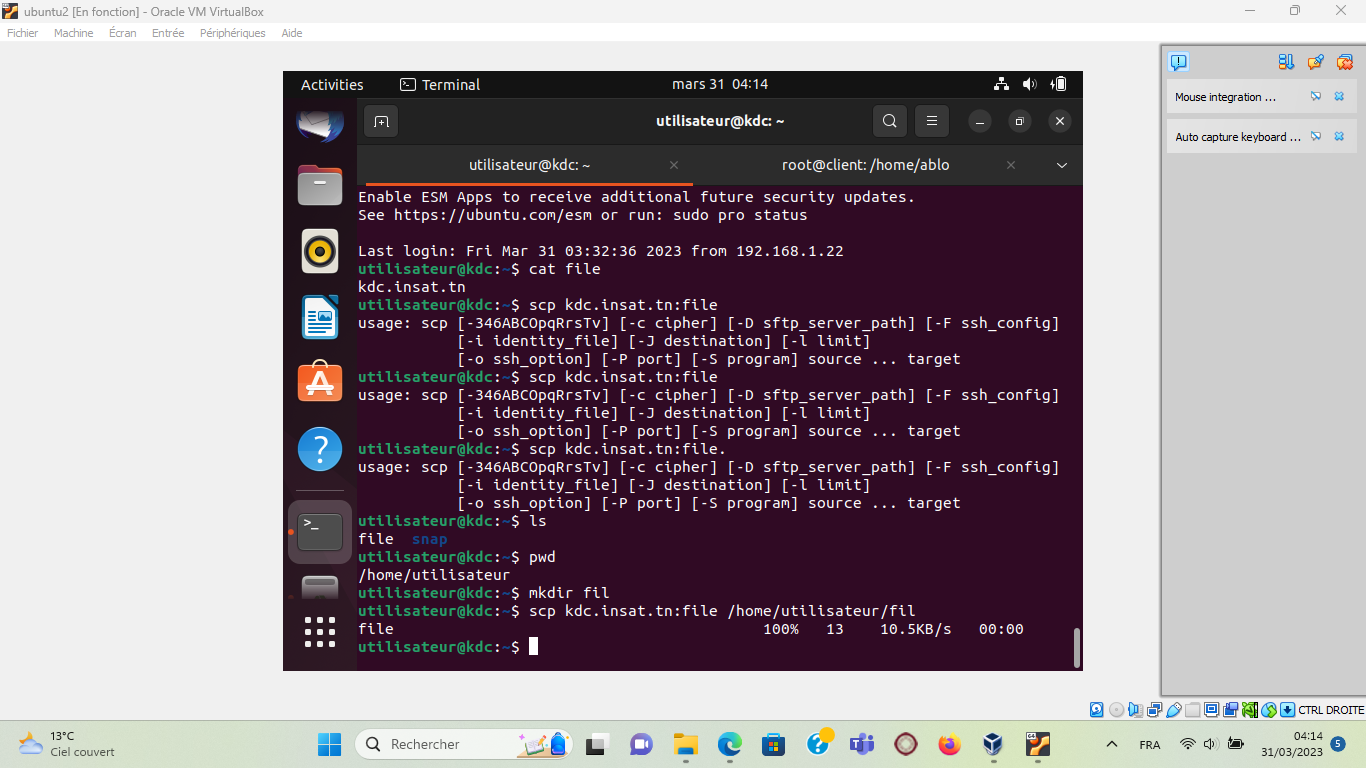 ubuntu2 [En fonction] - Oracle VM VirtualBox
Fichier Machine Écran Entrée Périphériques Aide
Activities Terminal mars 31 04:14
utilisateur@kdc: ~
utilisateur@kdc: ~ root@client: /home/ablo
Enable ESM Apps to receive additional future security updates.
See https://ubuntu.com/esm or run: sudo pro status
Last login: Fri Mar 31 03:32:36 2023 from 192.168.1.22
utilisateur@kdc:~$ cat file
kdc.insat.tn
utilisateur@kdc:~$ scp kdc.insat.tn:file
usage: scp [-346ABCOpqRrsTv] [-c cipher] [-D sftp_server_path] [-F ssh_config]
[-i identity_file] [-J destination] [-l limit]
[-o ssh_option] [-P port] [-S program] source ... target
utilisateur@kdc:~$ scp kdc.insat.tn:file
usage: scp [-346ABCOpqRrsTv] [-c cipher] [-D sftp_server_path] [-F ssh_config]
[-i identity_file] [-J destination] [-l limit]
[-o ssh_option] [-P port] [-S program] source ... target
utilisateur@kdc:~$ scp kdc.insat.tn:file.
usage: scp [-346ABCOpqRrsTv] [-c cipher] [-D sftp_server_path] [-F ssh_config]
[-i identity_file] [-J destination] [-l limit]
[-o ssh_option] [-P port] [-S program] source ... target
utilisateur@kdc:~$ ls
file snap
utilisateur@kdc:~$ pwd
/home/utilisateur
utilisateur@kdc:~$ mkdir fil
utilisateur@kdc:~$ scp kdc.insat.tn:file /home/utilisateur/fil
file 100% 13 10.5KB/s 00:00
utilisateur@kdc:~$
Mouse integration ...
Auto capture keyboard ...
CTRL DROITE
13°C
Ciel couvert
Rechercher
FRA
04:14
31/03/2023
5